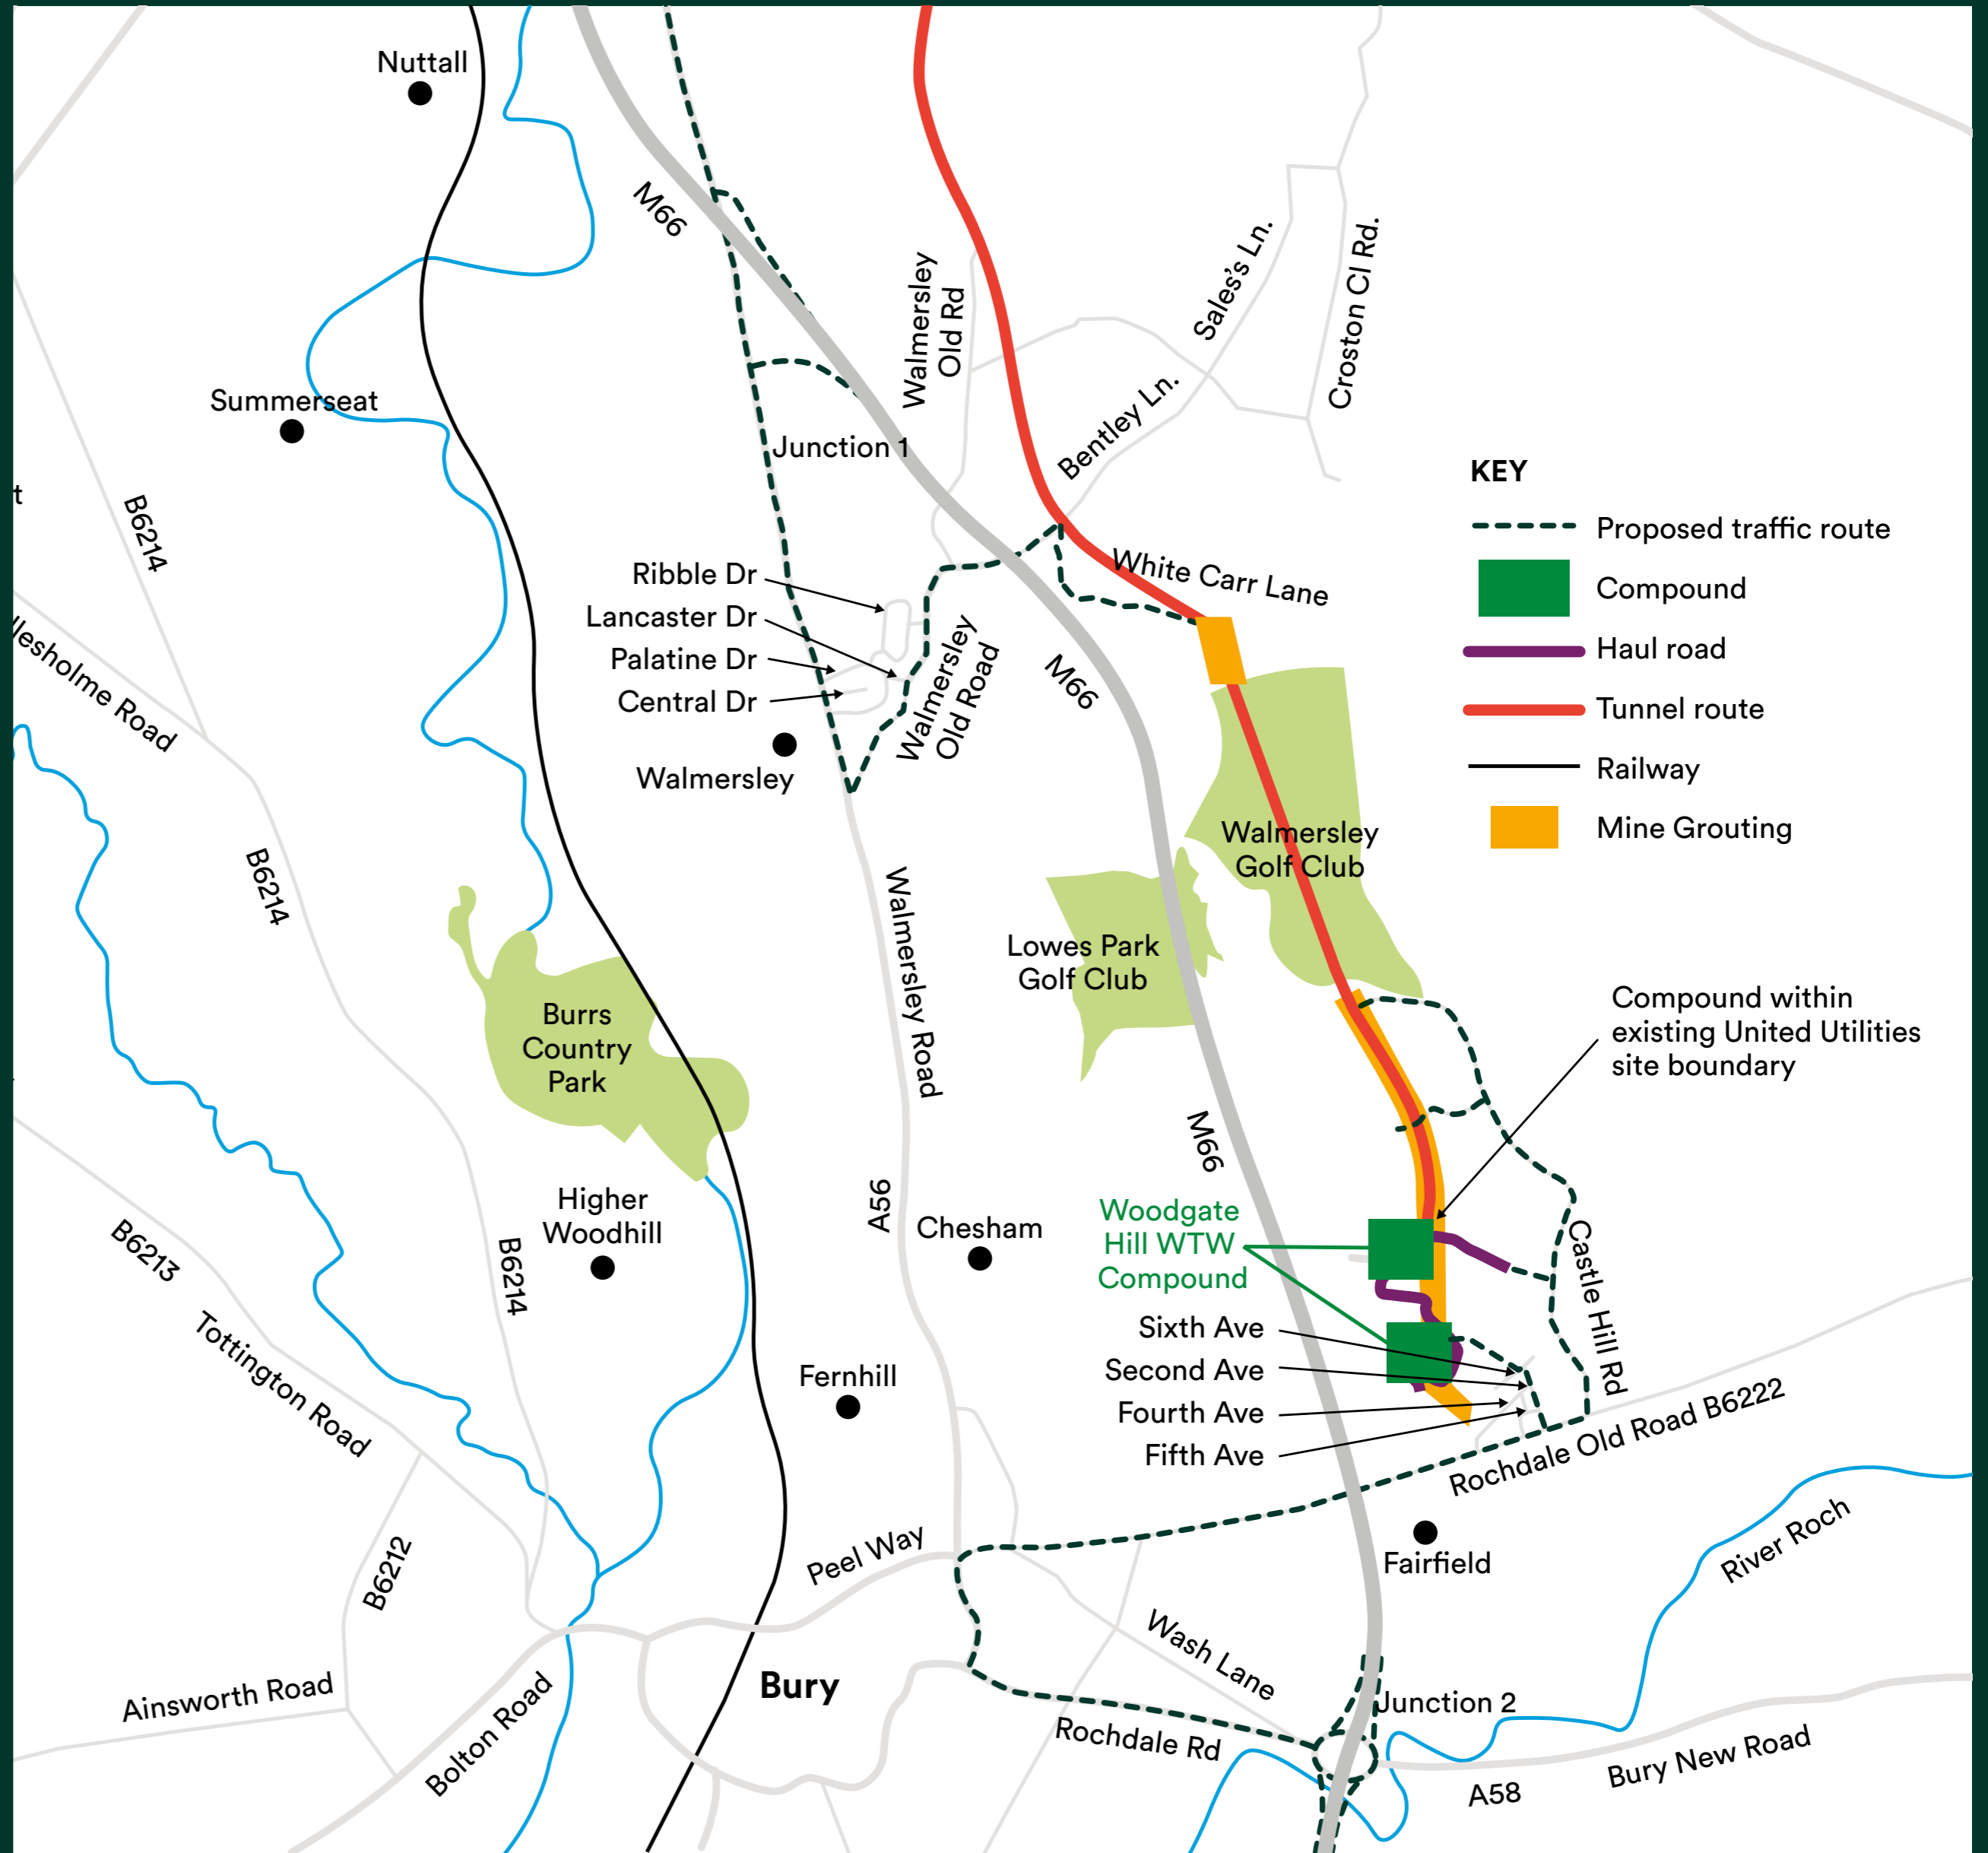 Nuttall
M66
Walmersley
Old Rd
Sales's Ln.
Croston Cl Rd.
Summerseat
Bentley Ln.
Junction 1
KEY
t
B6214
Proposed traffic route
White Carr Lane
Ribble Dr
Compound
Lancaster Dr
llesholme Road
Haul road
Palatine Dr
Walmersley
Old Road
M66
Central Dr
Tunnel route
Walmersley
Railway
Mine Grouting
Walmersley
Golf Club
B6214
Walmersley Road
Lowes Park
Golf Club
Burrs
Country
Park
Compound within
existing United Utilities
site boundary
M66
Higher
Woodhill
A56
Chesham
Woodgate
Hill WTW
Compound
B6213
B6214
Castle Hill Rd
Sixth Ave
Second Ave
Fourth Ave
Fifth Ave
Tottington Road
Fernhill
Rochdale Old Road B6222
River Roch
Peel Way
Fairfield
B6212
Wash Lane
Bury
Junction 2
Ainsworth Road
Bolton Road
Rochdale Rd
Bury New Road
A58